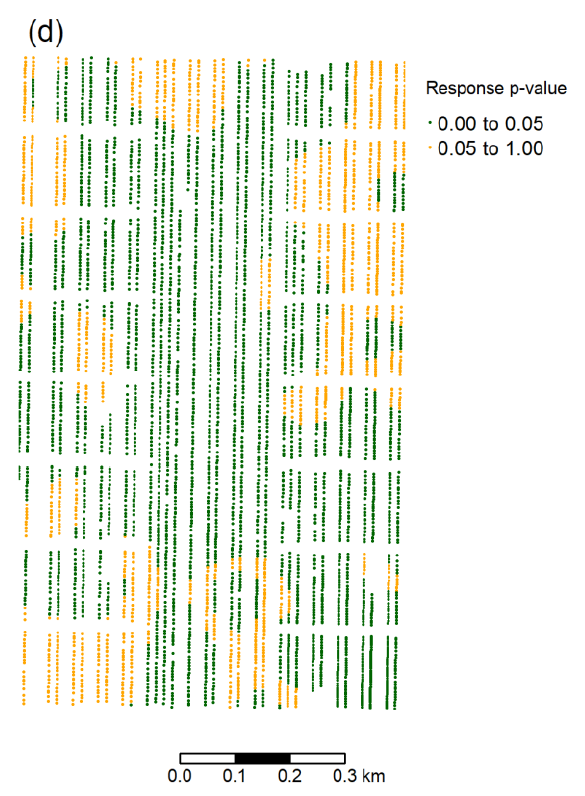 (d)
Response p-value
0.00 to 0.05
0.05 to 1.00
0.0 0.1 0.2 0.3 km